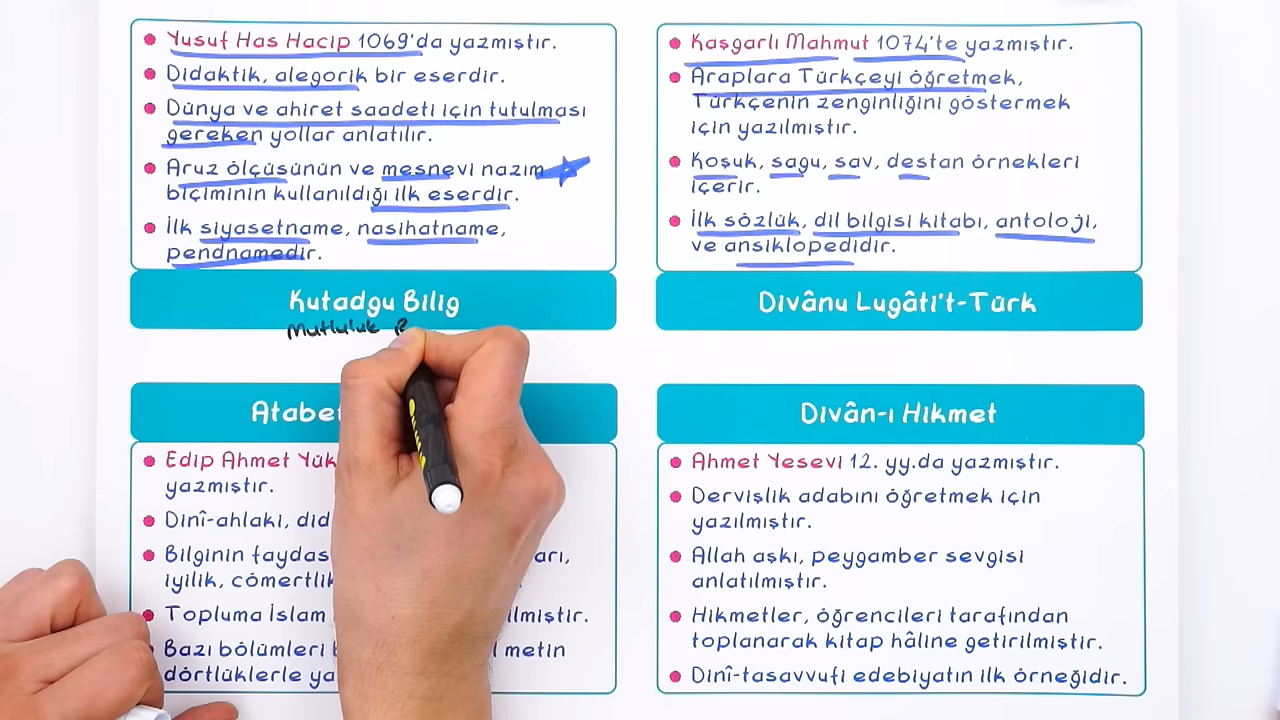 Yusuf Has Hacip 1069'da yazmıştır.
Didaktik, alegorik bir eserdir.
Dünya ve ahiret saadeti için tutulması
gereken yollar anlatılır.
Aruz ölçüsünün ve mesnevi nazım
biçiminin kullanıldığı ilk eserdir.
İlk siyasetname, nasihatname,
pendnamedir.
Kutadgu Bilig
Mutluluk B
Kaşgarlı Mahmut 1074'te yazmıştır.
Araplara Türkçeyi öğretmek,
Türkçenin zenginliğini göstermek
için yazılmıştır.
Koşuk, sagu, sav, destan örnekleri
içerir.
İlk sözlük, dil bilgisi kitabı, antoloji,
ve ansiklopedidir.
Divânu Lugâti't-Türk
Atabet
Edip Ahmet Yük
yazmıştır.
Dinî-ahlaki, did
Bilginin faydas arı,
iyilik, cömertlik
Topluma İslam ilmiştir.
Bazı bölümleri metin
dörtlüklerle ya
Divân-ı Hikmet
Ahmet Yesevi 12. yy.da yazmıştır.
Dervişlik adabını öğretmek için
yazılmıştır.
Allah aşkı, peygamber sevgisi
anlatılmıştır.
Hikmetler, öğrencileri tarafından
toplanarak kitap hâline getirilmiştir.
Dinî-tasavvufi edebiyatın ilk örneğidir.